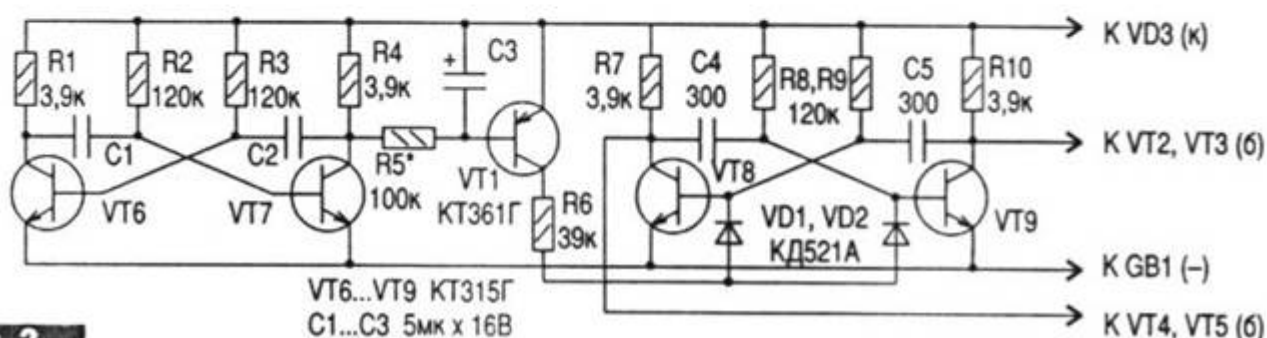 R1
3,9к
R2
120к
R3
120к
R4
3,9к
C3
+
R7
3,9к
C4
300
R8, R9
120к
C5
300
R10
3,9к
К VD3 (к)
C1
C2
R5*
100к
VT6
VT7
VT1
КТ361Г
R6
39к
VT8
VD1, VD2
КД521А
VT9
К VT2, VT3 (б)
К GB1 (–)
К VT4, VT5 (б)
VT6...VT9 КТ315Г
C1...C3 5мк x 16В